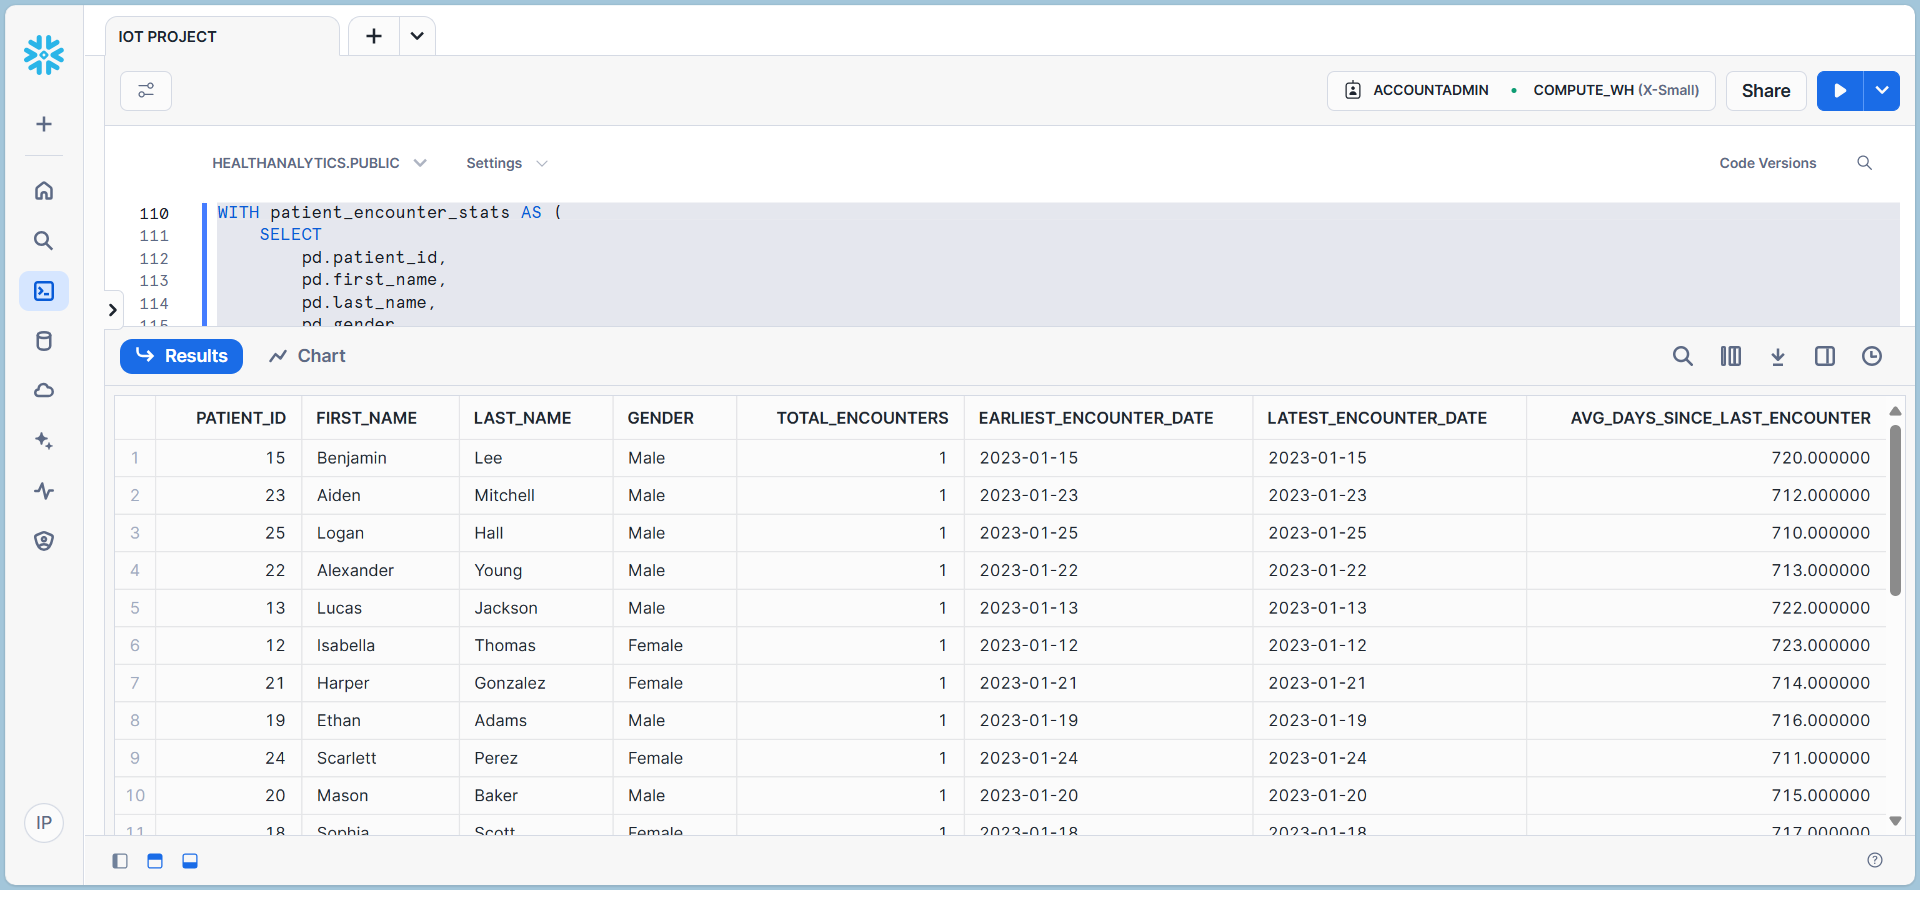 IOT PROJECT
ACCOUNTADMIN • COMPUTE_WH (X-Small)
Share
HEALTHANALYTICS.PUBLIC
Settings
Code Versions
110 WITH patient_encounter_stats AS (
111 SELECT
112 pd.patient_id,
113 pd.first_name,
114 pd.last_name,
115 pd.gender
Results
Chart
PATIENT_ID FIRST_NAME LAST_NAME GENDER TOTAL_ENCOUNTERS EARLIEST_ENCOUNTER_DATE LATEST_ENCOUNTER_DATE AVG_DAYS_SINCE_LAST_ENCOUNTER
1 15 Benjamin Lee Male 1 2023-01-15 2023-01-15 720.000000
2 23 Aiden Mitchell Male 1 2023-01-23 2023-01-23 712.000000
3 25 Logan Hall Male 1 2023-01-25 2023-01-25 710.000000
4 22 Alexander Young Male 1 2023-01-22 2023-01-22 713.000000
5 13 Lucas Jackson Male 1 2023-01-13 2023-01-13 722.000000
6 12 Isabella Thomas Female 1 2023-01-12 2023-01-12 723.000000
7 21 Harper Gonzalez Female 1 2023-01-21 2023-01-21 714.000000
8 19 Ethan Adams Male 1 2023-01-19 2023-01-19 716.000000
9 24 Scarlett Perez Female 1 2023-01-24 2023-01-24 711.000000
10 20 Mason Baker Male 1 2023-01-20 2023-01-20 715.000000
11 18 Sophia Scott Female 1 2023-01-18 2023-01-18 717.000000
IP